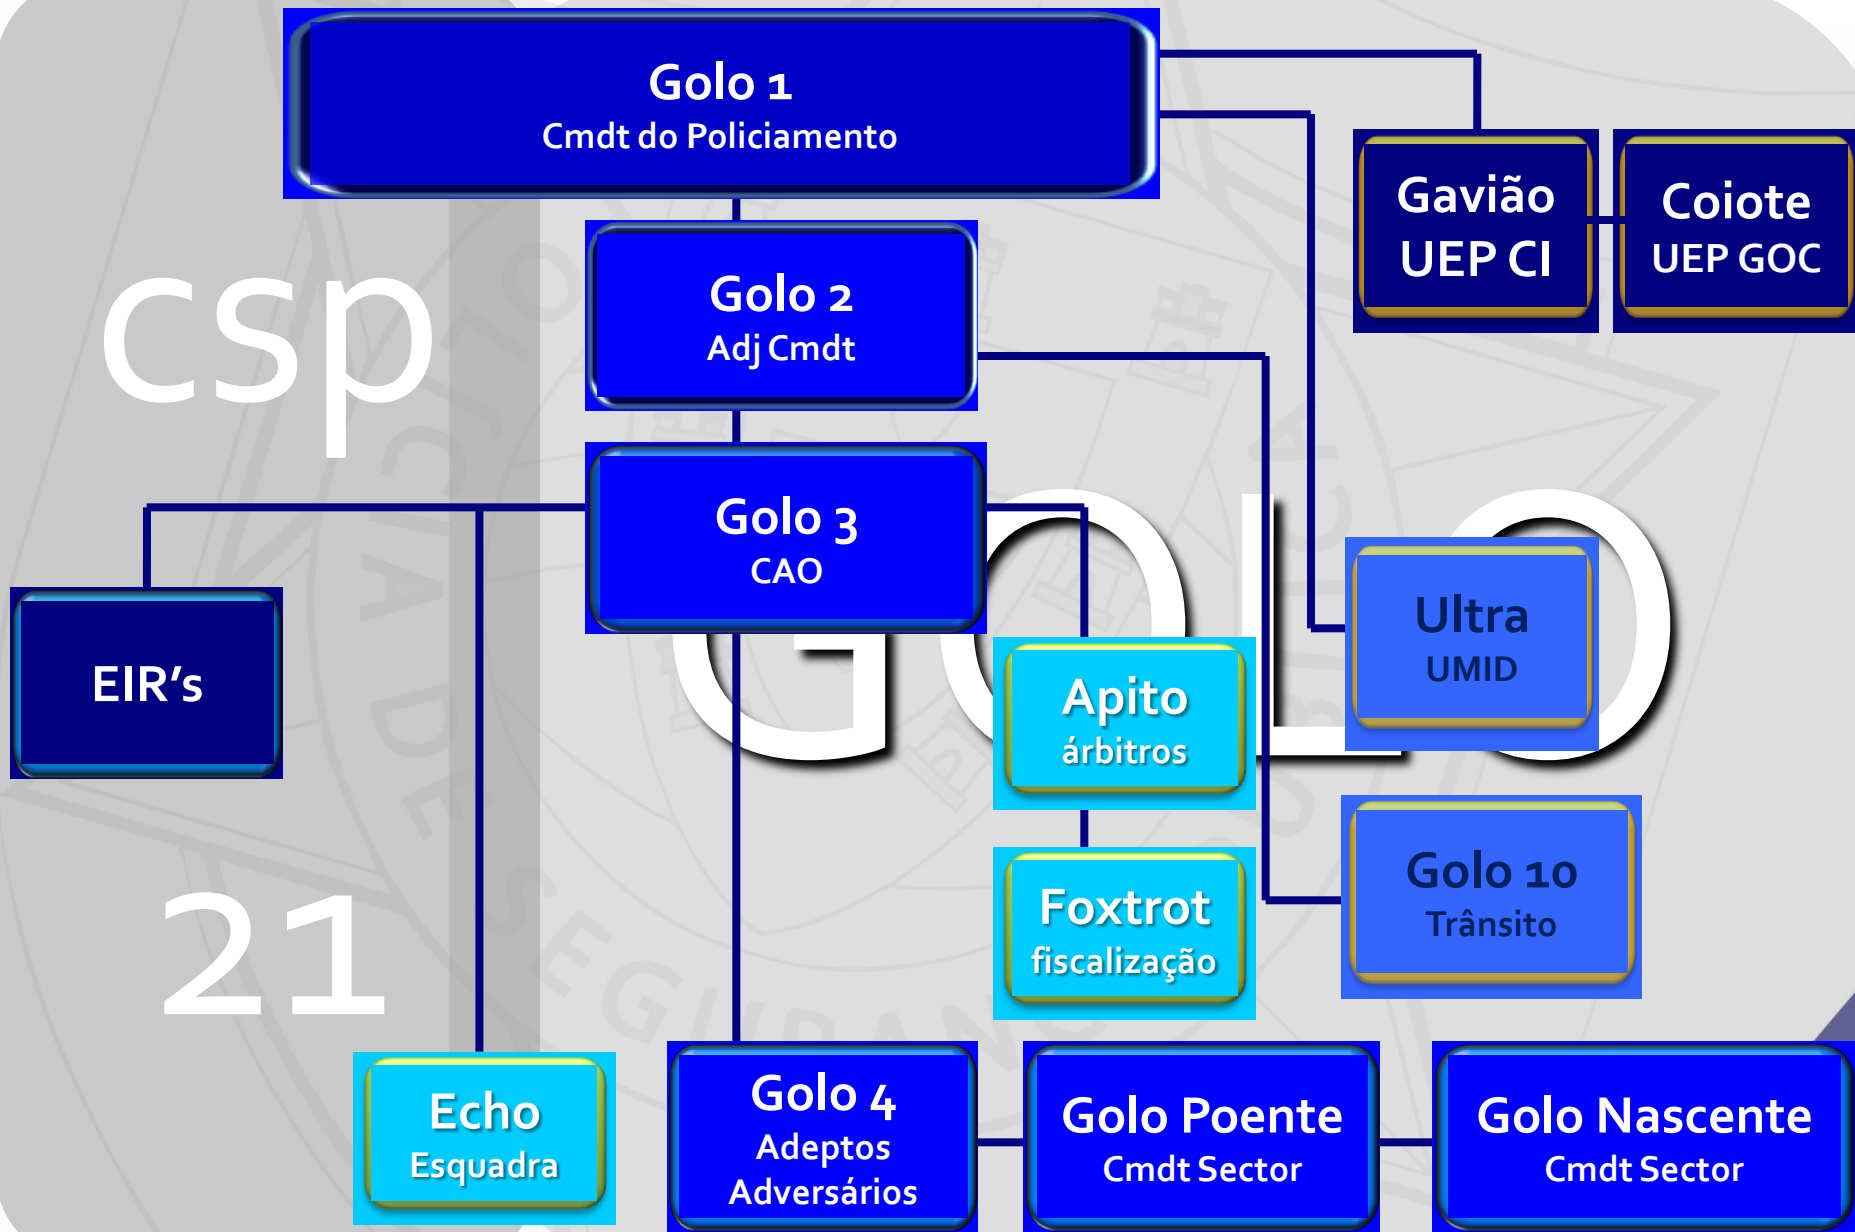 Golo 1
Cmdt do Policiamento
Gavião
UEP CI
Coiote
UEP GOC
csp
Golo 2
Adj Cmdt
Golo 3
CAO
GOLO
EIR’s
Ultra
UMID
Apito
árbitros
Golo 10
Trânsito
Foxtrot
fiscalização
21
Echo
Esquadra
Golo 4
Adeptos
Adversários
Golo Poente
Cmdt Sector
Golo Nascente
Cmdt Sector